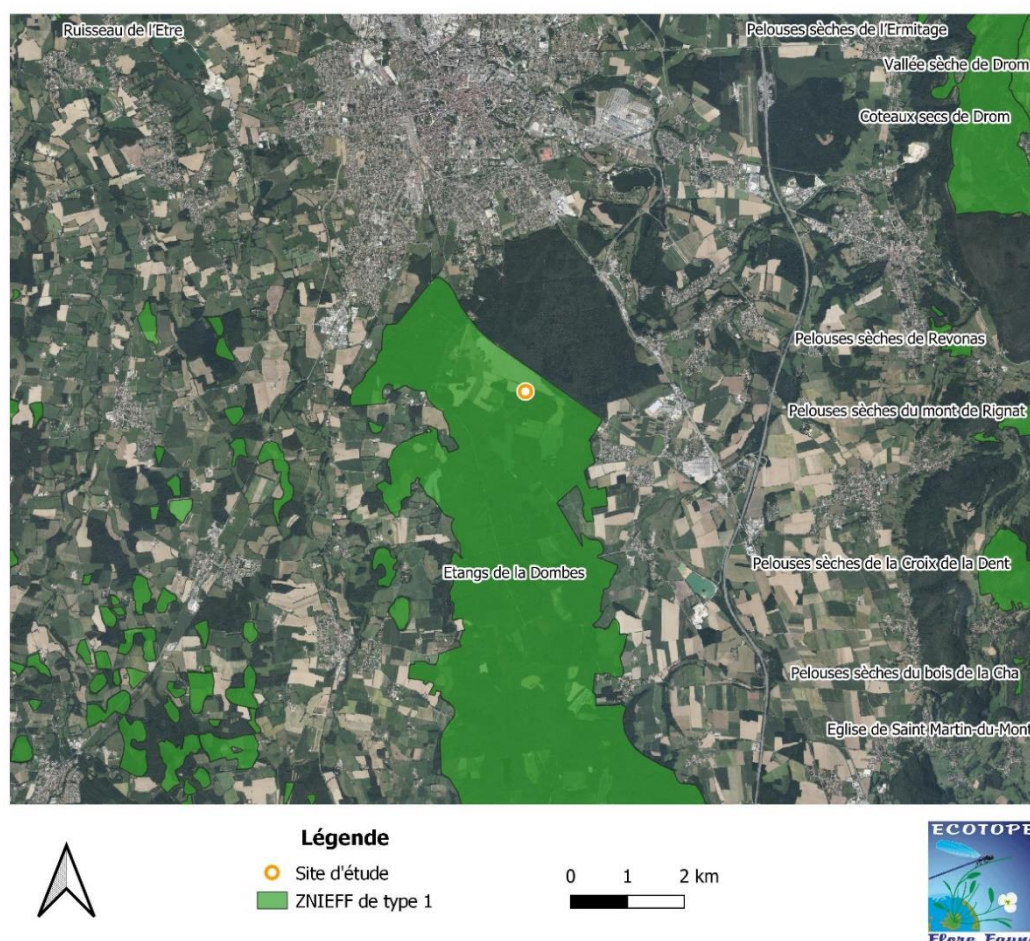 Ruisseau de l'Etre
Pelouses sèches de l'Ermitage
Vallée sèche de Drom
Coteaux secs de Drom
Pelouses sèches de Revonas
Pelouses sèches du mont de Rignat
Etangs de la Dombes
Pelouses sèches de la Croix de la Dent
Pelouses sèches du bois de la Cha
Eglise de Saint Martin-du-Mont
Légende
Site d'étude
ZNIEFF de type 1
0 1 2 km
ECOTOPE
Flore Faune